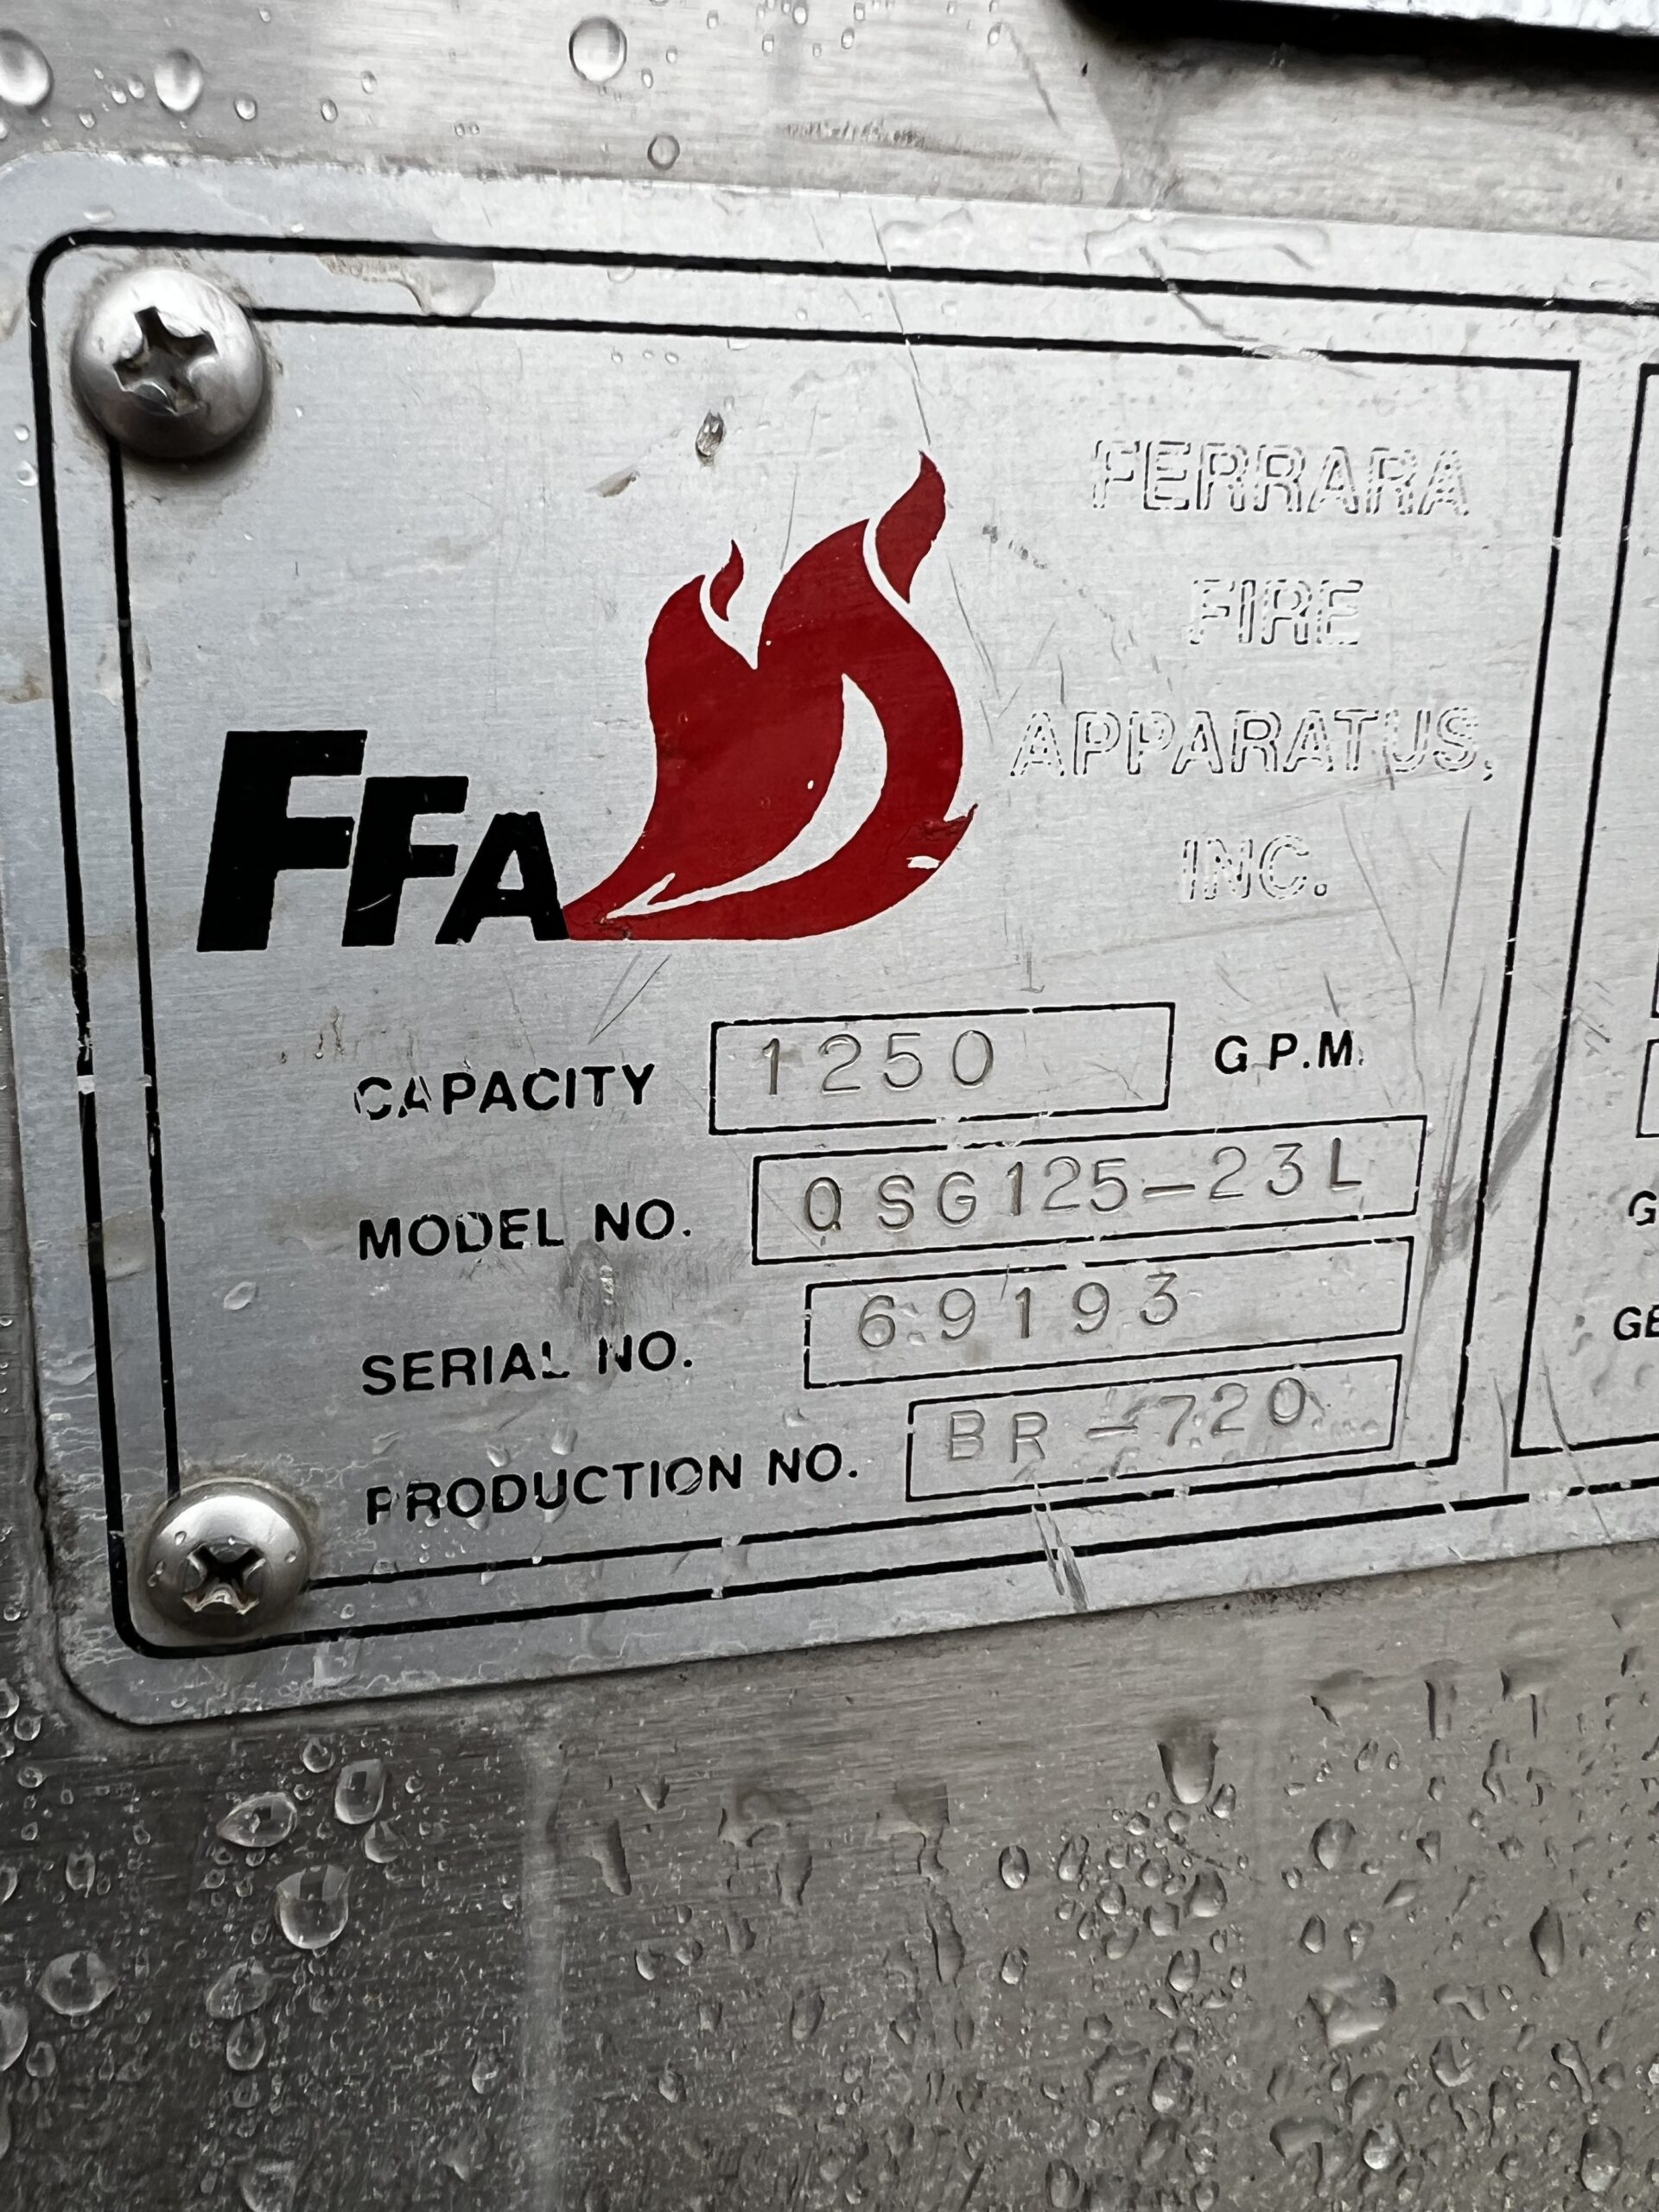 FERRARA
FIRE
APPARATUS,
INC.
FFA
CAPACITY 1250 G.P.M.
MODEL NO. QSG125-23L
SERIAL NO. 69193
PRODUCTION NO. BR-720